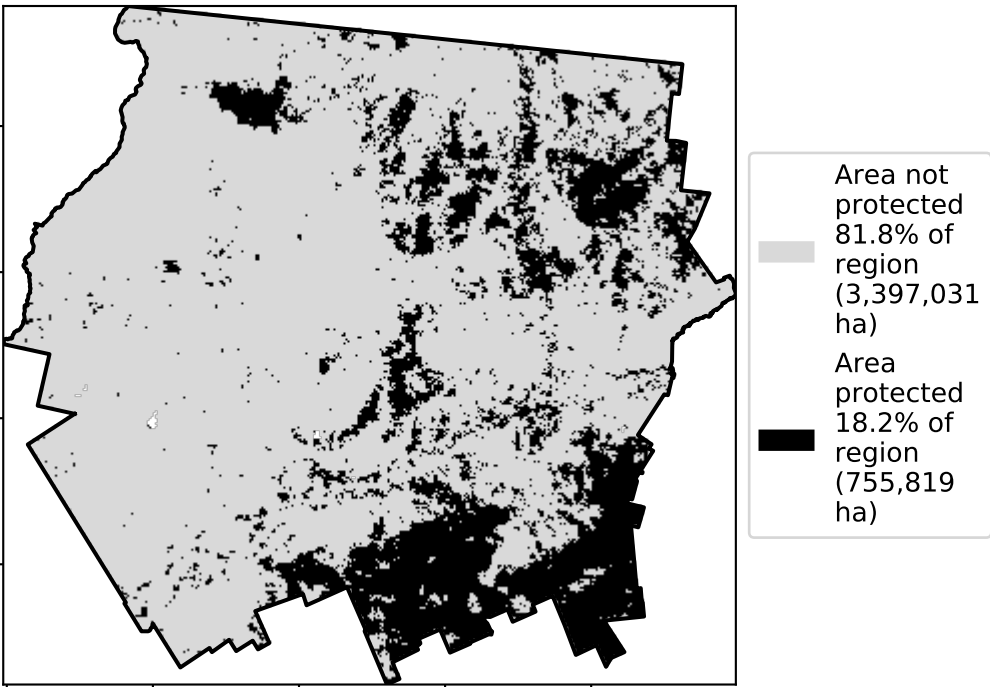 Area not
protected
81.8% of
region
(3,397,031
ha)
Area
protected
18.2% of
region
(755,819
ha)